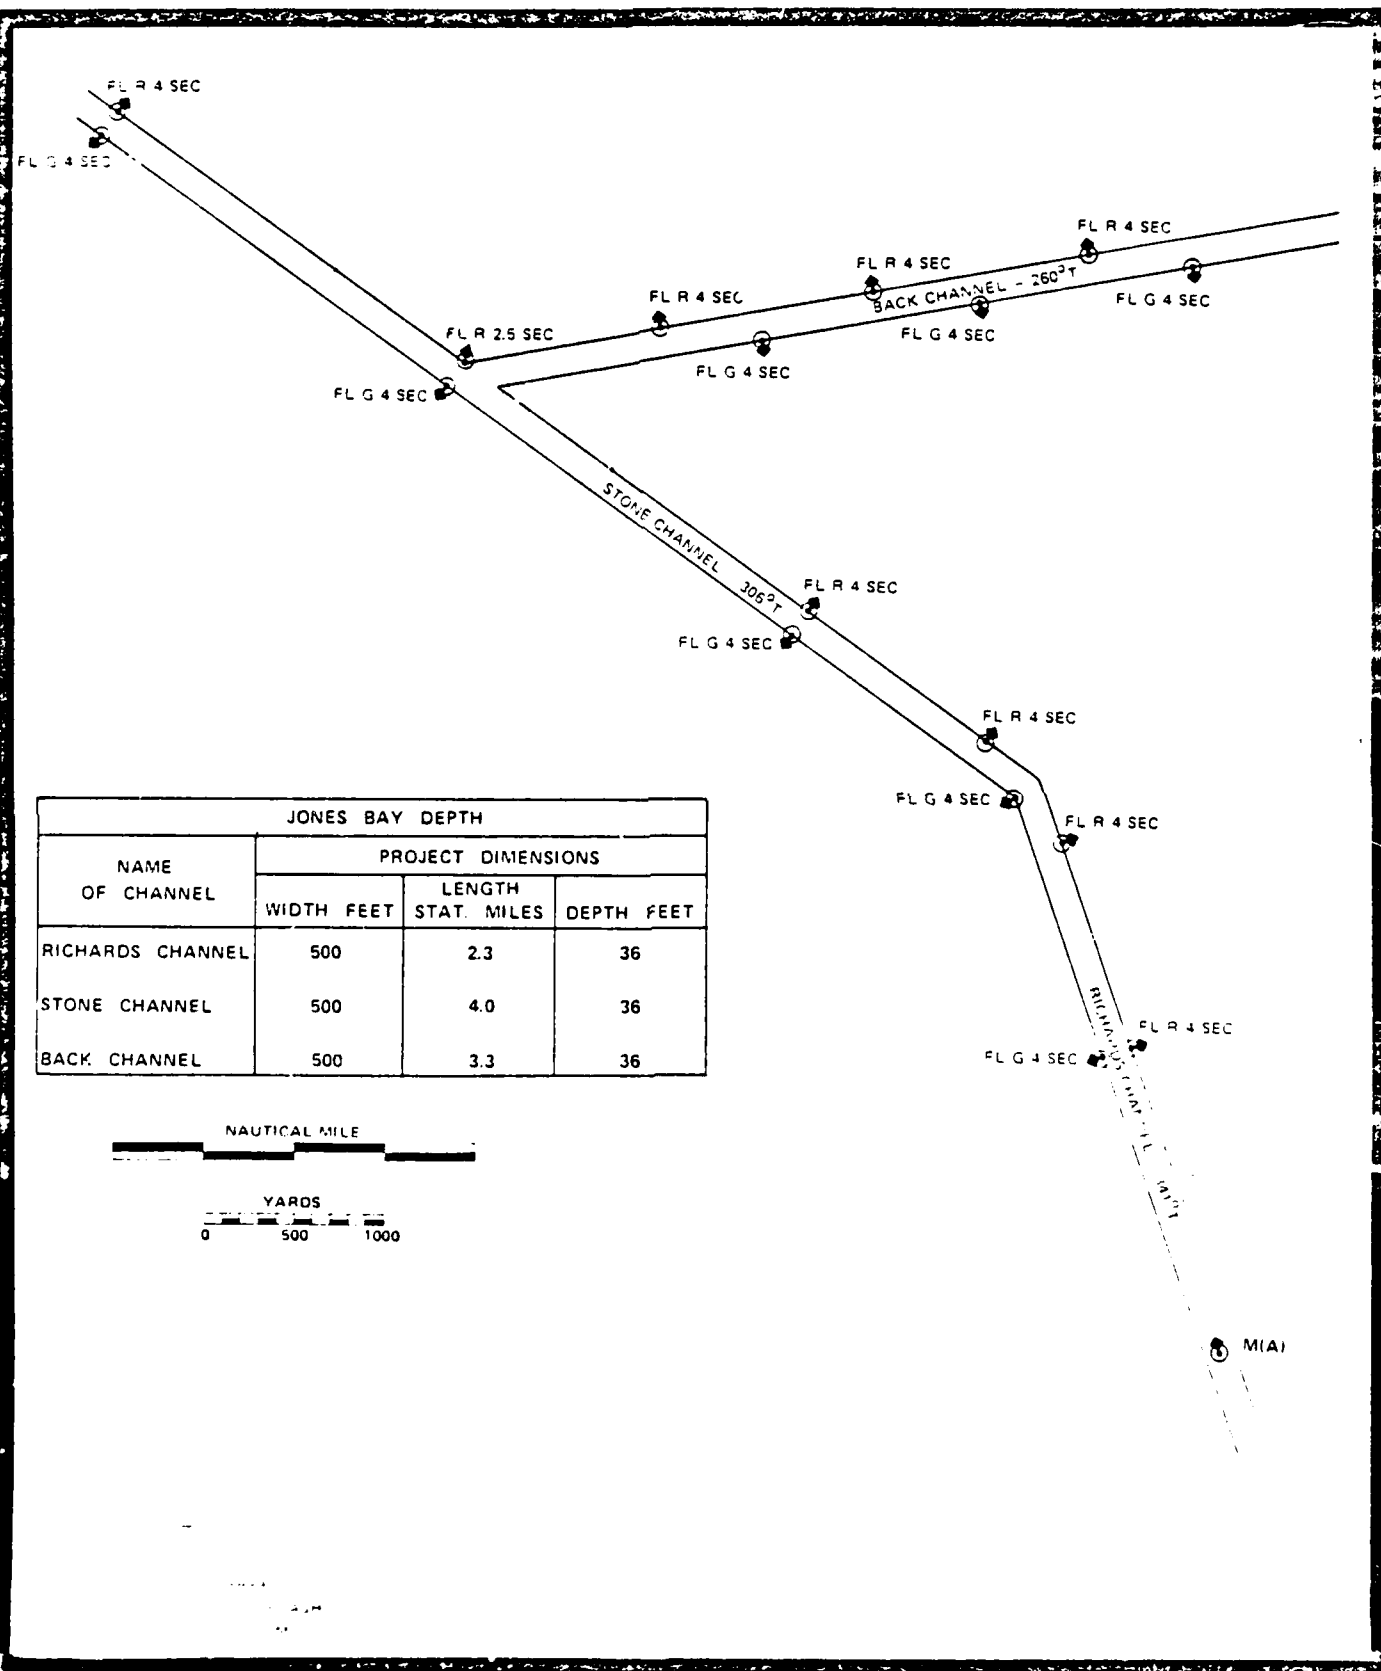 FL R 4 SEC
FL G 4 SEC
FL R 4 SEC
FL R 4 SEC
BACK CHANNEL - 260°T
FL R 4 SEC
FL G 4 SEC
FL R 2.5 SEC
FL G 4 SEC
FL G 4 SEC
FL G 4 SEC
STONE CHANNEL 306°T
FL R 4 SEC
FL G 4 SEC
FL R 4 SEC
FL G 4 SEC
FL R 4 SEC
JONES BAY DEPTH
NAME
OF CHANNEL
PROJECT DIMENSIONS
WIDTH FEET
LENGTH
STAT. MILES
DEPTH FEET
RICHARDS CHANNEL 500 2.3 36
STONE CHANNEL 500 4.0 36
BACK CHANNEL 500 3.3 36
RICHARDS CHANNEL
FL R 4 SEC
FL G 4 SEC
NAUTICAL MILE
YARDS
0 500 1000
M(A)